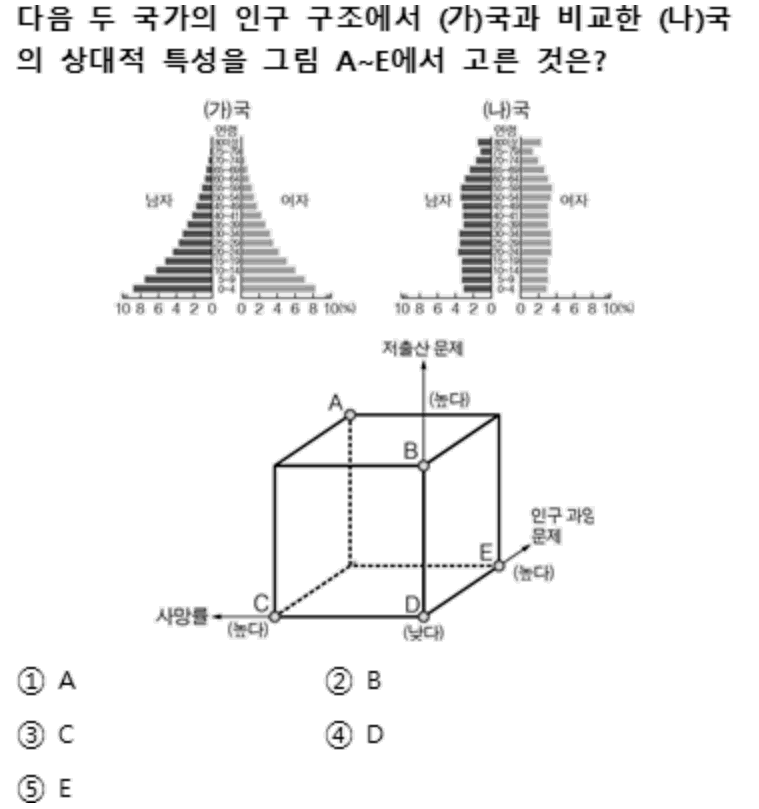 다음 두 국가의 인구 구조에서 (가)국과 비교한 (나)국
의 상대적 특성을 그림 A~E에서 고른 것은?
(가)국
(나)국
연령
연령
남자
여자
남자
여자
10 8 6 4 2 0
0 2 4 6 8 10(%)
10 8 6 4 2 0
0 2 4 6 8 10(%)
저출산 문제
(높다)
A
B
인구 과잉
문제
E
(높다)
C
D
사망률
(높다)
(낮다)
① A
② B
③ C
④ D
⑤ E